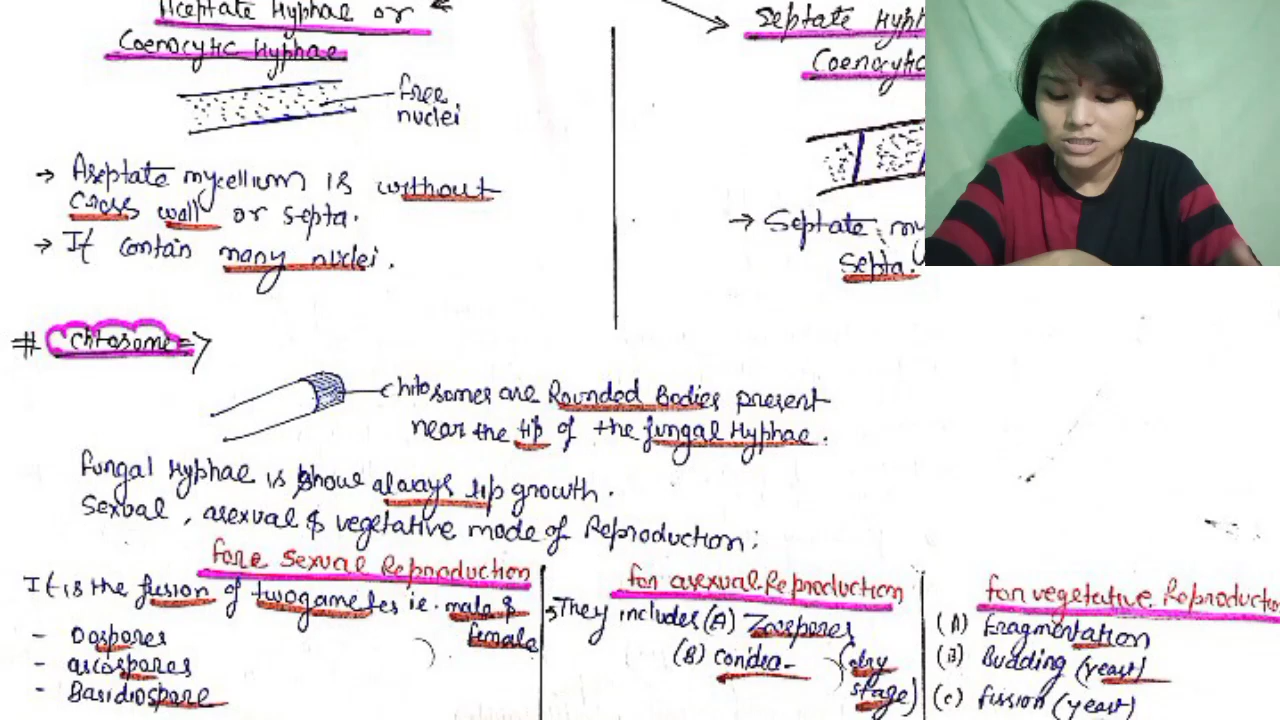 Aceptate Hyphae or
Coenocytic Hyphae
free
nuclei
→ Aseptate mycellium is without
cross wall or septa.
→ It contain many nuclei.
Septate Hyph
Coenocytic
→ Septate my
Septa.
# Chitosome ⇒
Chitosomes are Rounded Bodies present
near the tip of the fungal Hyphae.
Fungal Hyphae is show always tip growth.
Sexual, asexual & vegetative mode of Reproduction:
fore Sexual Reproduction
It is the fusion of two gametes i.e. male &
female
- Oospores
- ascospores
- Basidiospore
for asexual Reproduction
They includes (A) Zoospores
(B) conidea
(dry
stage)
for vegetative Reproductio
(A) Fragmentation
(B) Budding (yeast)
(c) fission (yeast)